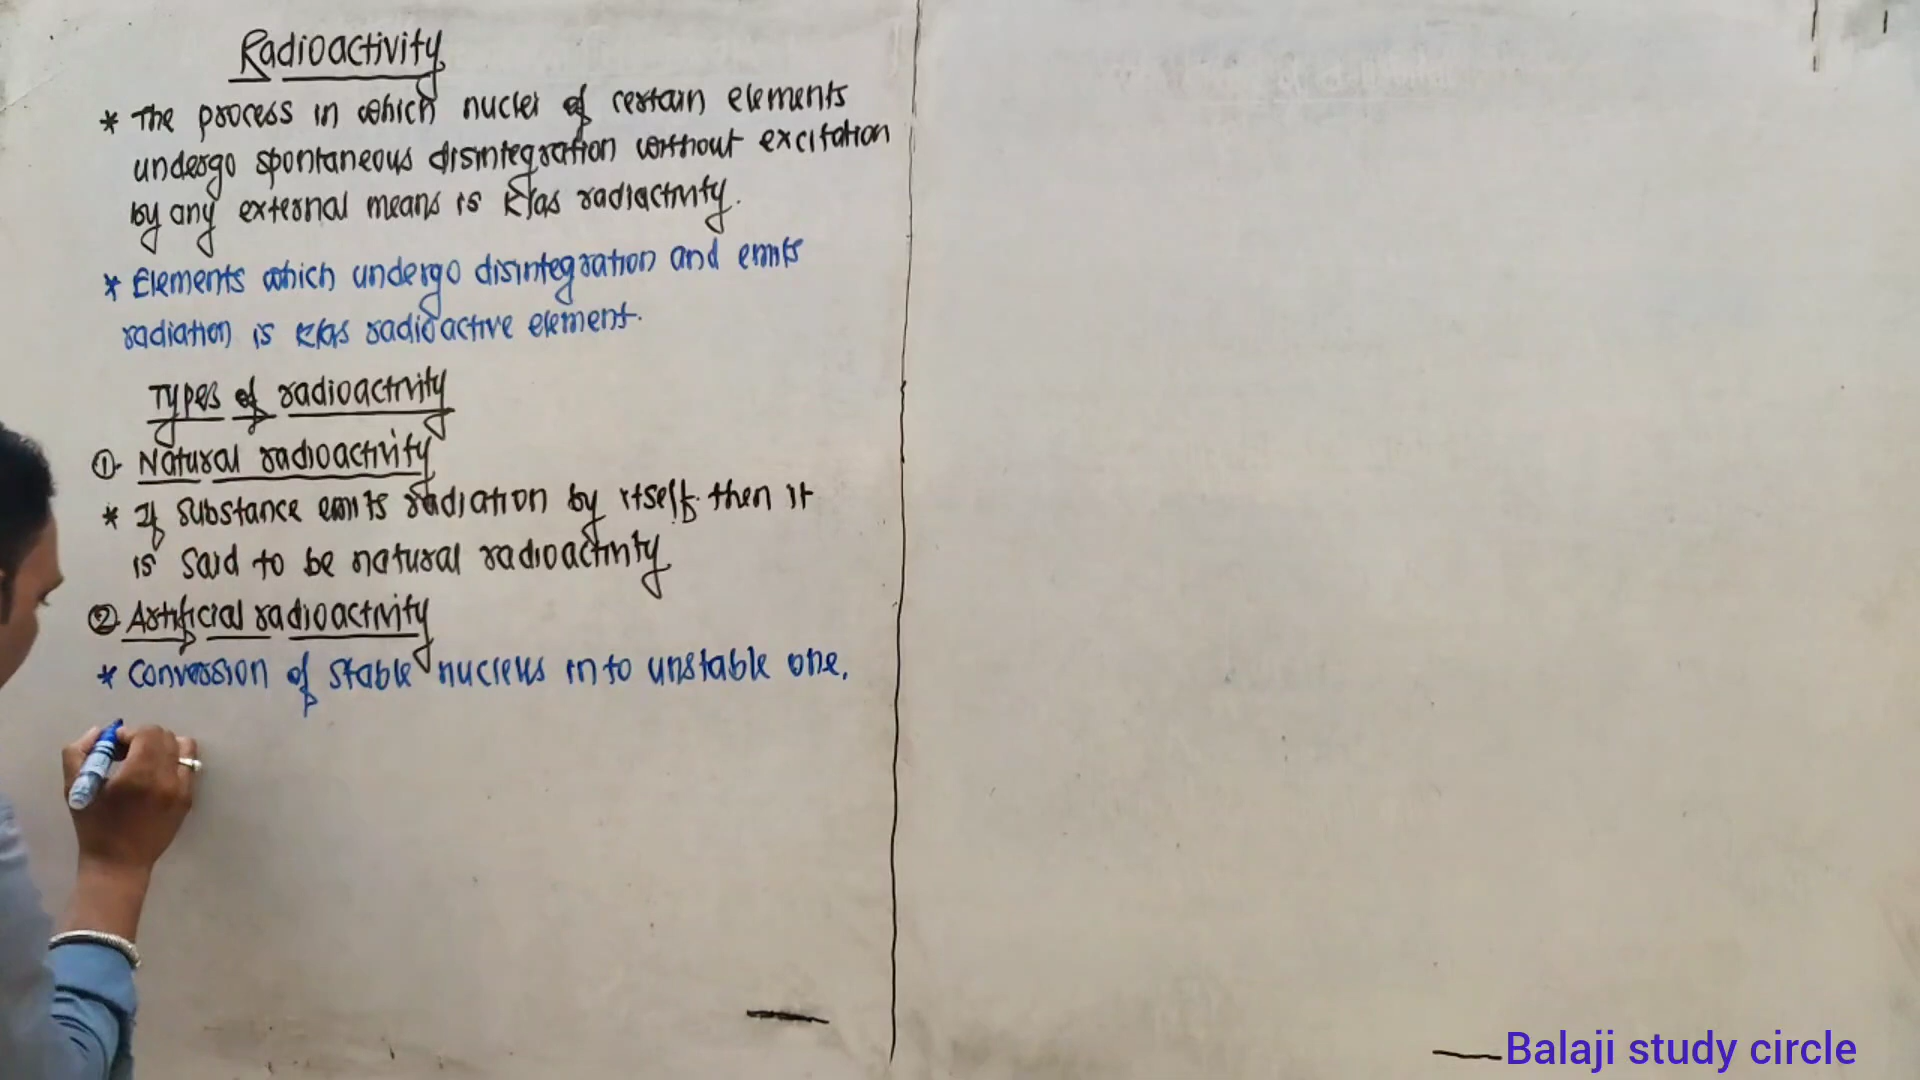 Radioactivity
* The process in which nuclei of certain elements
undergo spontaneous disintegration without excitation
by any external means is k/as radiactivity.
* Elements which undergo disintegration and emits
radiation is k/as radioactive element.
Types of radioactivity
①. Natural radioactivity
* If substance emits radiation by itself. then it
is said to be natural radioactivity
②. Artificial radioactivity
* Conversion of stable nucleus in to unstable one.
Balaji study circle